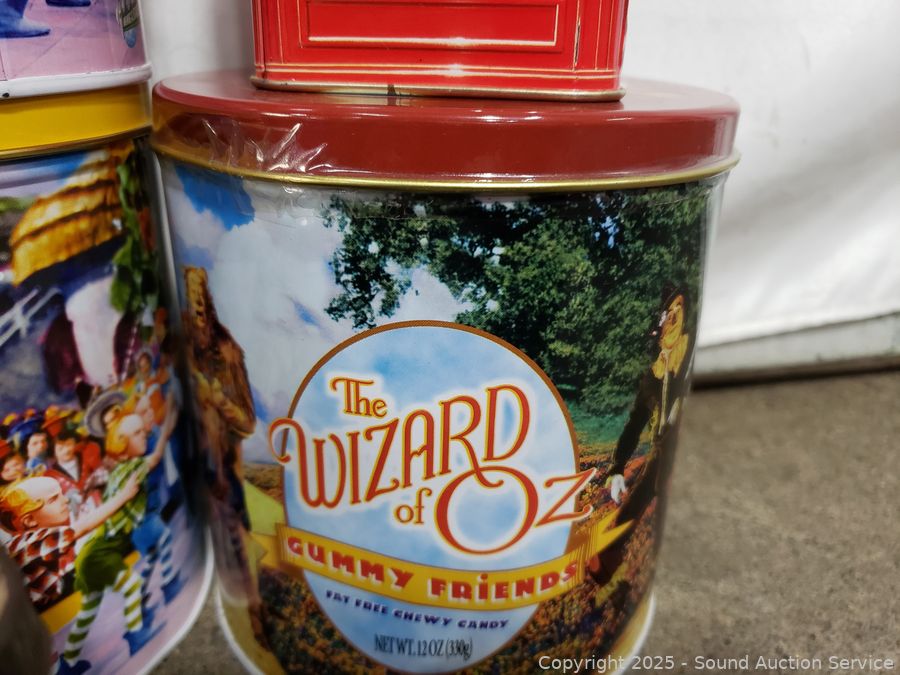 The
WIZARD
of OZ
GUMMY FRIENDS
FAT FREE CHEWY CANDY
NET WT. 12 OZ (330g)
Copyright © 2025 - Sound Auction Service